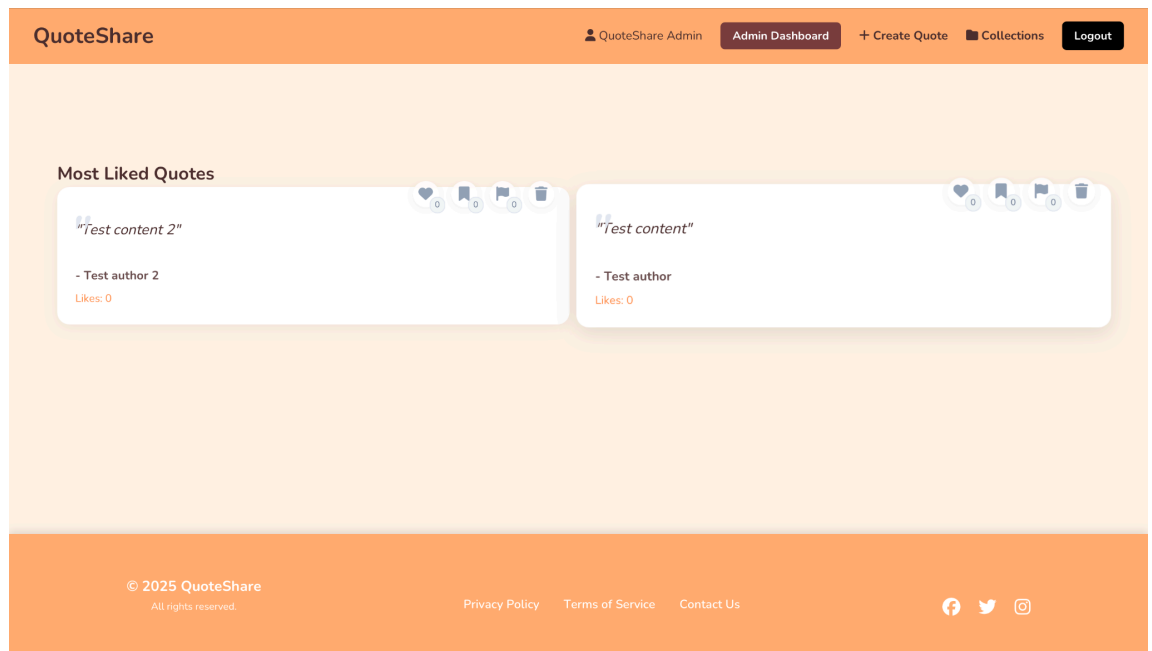 QuoteShare
QuoteShare Admin
Admin Dashboard
+ Create Quote
Collections
Logout
Most Liked Quotes
0 0 0
"Test content 2"
- Test author 2
Likes: 0
0 0 0
"Test content"
- Test author
Likes: 0
© 2025 QuoteShare
All rights reserved.
Privacy Policy
Terms of Service
Contact Us